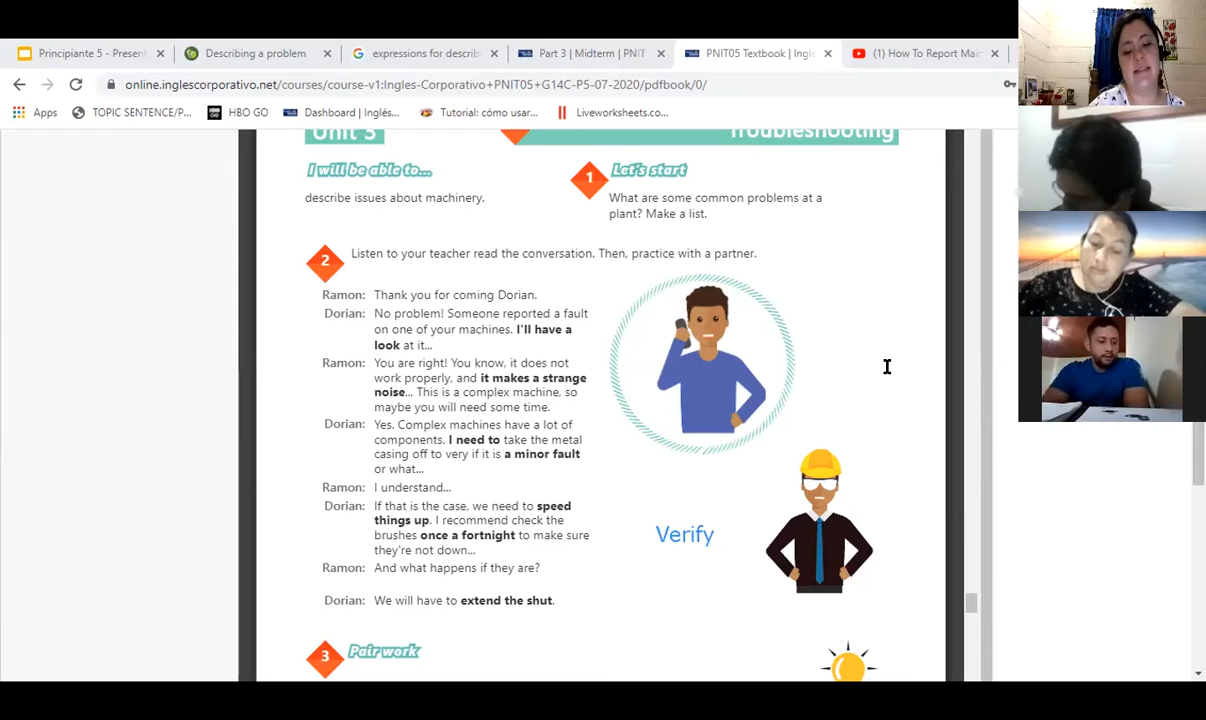 Principiante 5 - Present
Describing a problem
expressions for describ
Part 3 | Midterm | PNIT
PNIT05 Textbook | Ingl
(1) How To Report Mai
online.inglescorporativo.net/courses/course-v1:Ingles-Corporativo+PNIT05+G14C-P5-07-2020/pdfbook/0/
Apps
TOPIC SENTENCE/P...
HBO GO
Dashboard | Inglés...
Tutorial: cómo usar...
Liveworksheets.co...
Unit 3
Troubleshooting
I will be able to...
describe issues about machinery.
1
Let's start
What are some common problems at a
plant? Make a list.
2
Listen to your teacher read the conversation. Then, practice with a partner.
Ramon: Thank you for coming Dorian.
Dorian: No problem! Someone reported a fault
on one of your machines. I'll have a
look at it...
Ramon: You are right! You know, it does not
work properly, and it makes a strange
noise... This is a complex machine, so
maybe you will need some time.
Dorian: Yes. Complex machines have a lot of
components. I need to take the metal
casing off to very if it is a minor fault
or what...
Ramon: I understand...
Dorian: If that is the case, we need to speed
things up. I recommend check the
brushes once a fortnight to make sure
they're not down...
Ramon: And what happens if they are?
Dorian: We will have to extend the shut.
Verify
3
Pair work